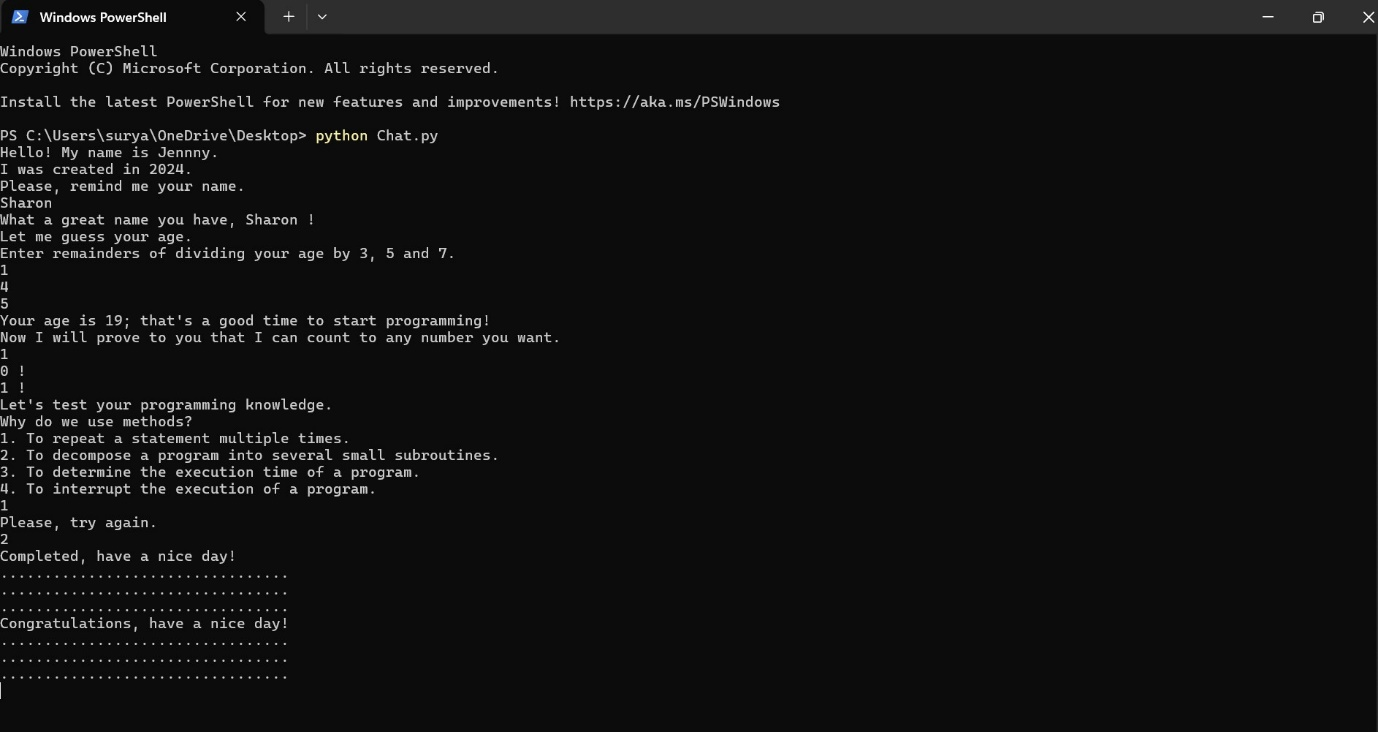 Windows PowerShell
Windows PowerShell
Copyright (C) Microsoft Corporation. All rights reserved.
Install the latest PowerShell for new features and improvements! https://aka.ms/PSWindows
PS C:\Users\surya\OneDrive\Desktop> python Chat.py
Hello! My name is Jennny.
I was created in 2024.
Please, remind me your name.
Sharon
What a great name you have, Sharon !
Let me guess your age.
Enter remainders of dividing your age by 3, 5 and 7.
1
4
5
Your age is 19; that's a good time to start programming!
Now I will prove to you that I can count to any number you want.
1
0 !
1 !
Let's test your programming knowledge.
Why do we use methods?
1. To repeat a statement multiple times.
2. To decompose a program into several small subroutines.
3. To determine the execution time of a program.
4. To interrupt the execution of a program.
1
Please, try again.
2
Completed, have a nice day!
.................................
.................................
.................................
Congratulations, have a nice day!
.................................
.................................
.................................